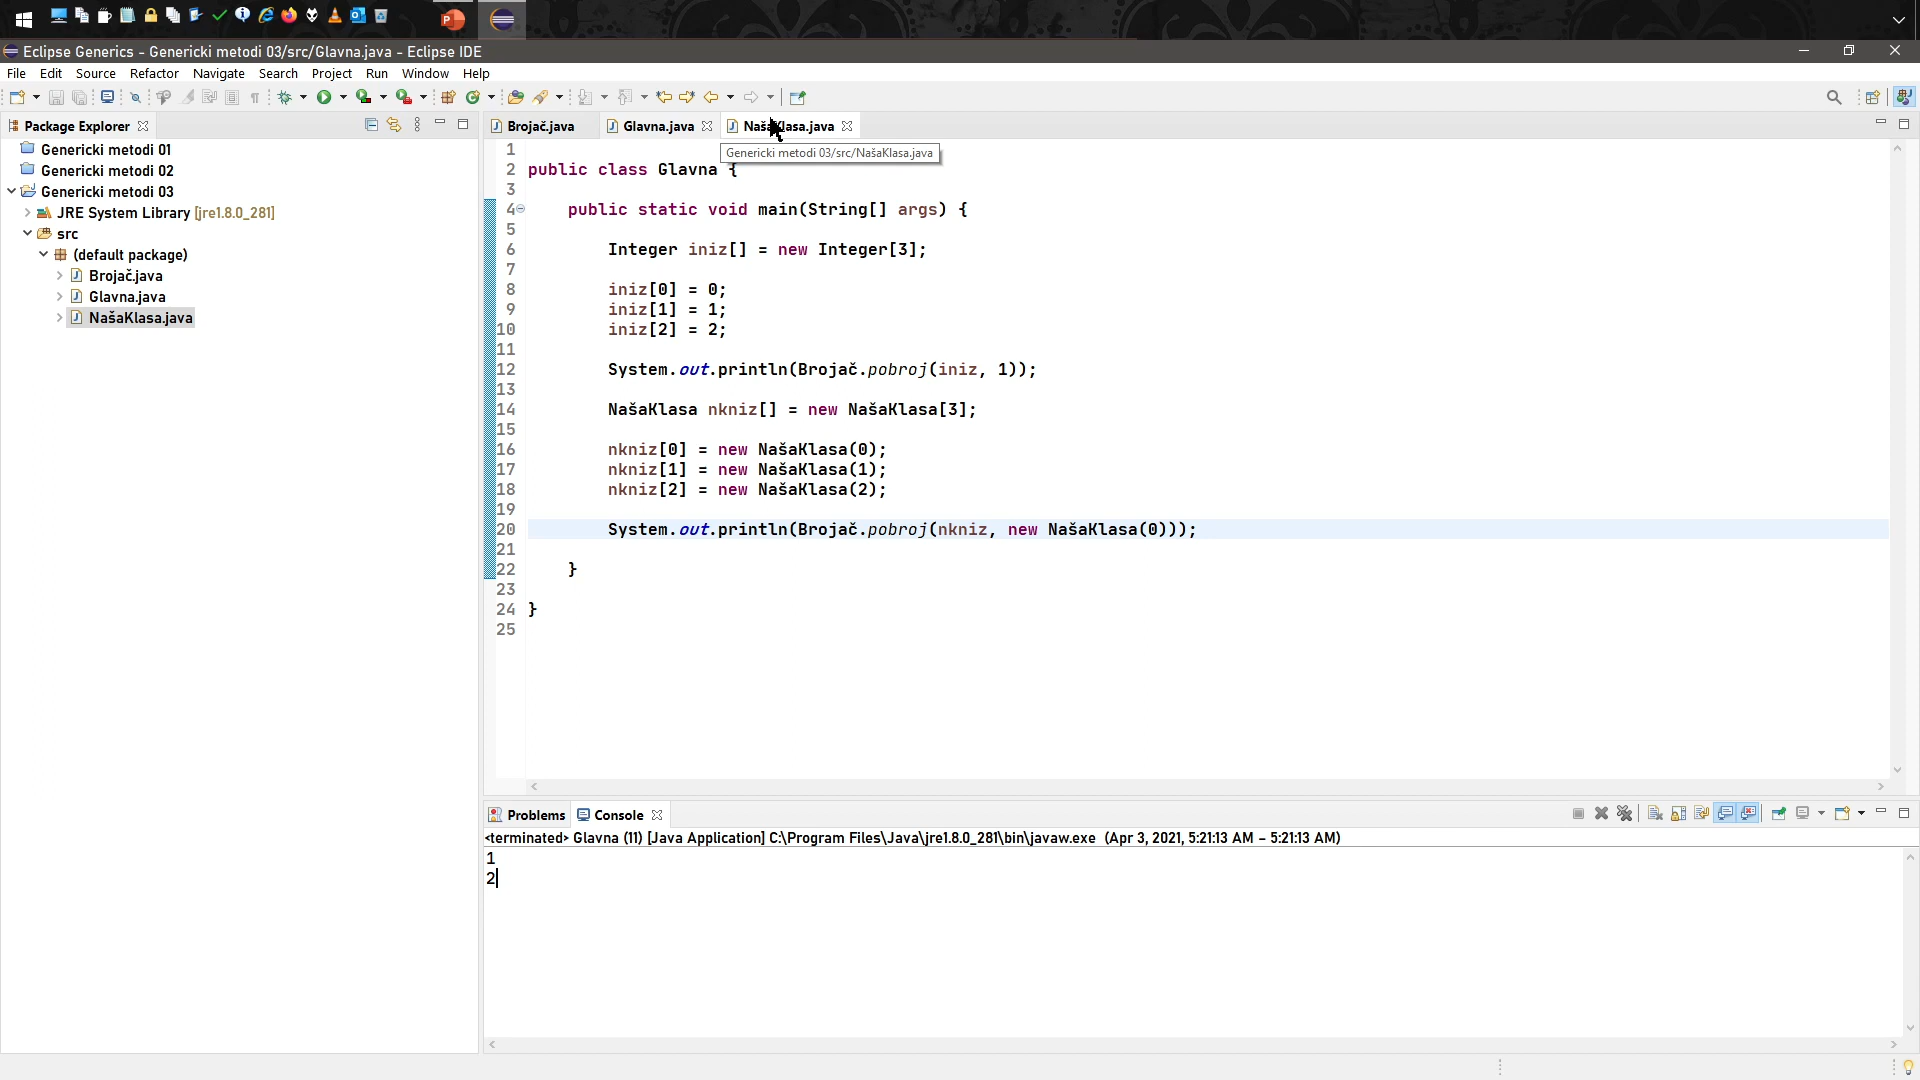 Eclipse Generics - Genericki metodi 03/src/Glavna.java - Eclipse IDE
File Edit Source Refactor Navigate Search Project Run Window Help
Package Explorer
Brojač.java
Glavna.java
NašaKlasa.java
Genericki metodi 03/src/NašaKlasa.java
Genericki metodi 01
Genericki metodi 02
Genericki metodi 03
JRE System Library [jre1.8.0_281]
src
(default package)
Brojač.java
Glavna.java
NašaKlasa.java
1
2 public class Glavna {
3
4 public static void main(String[] args) {
5
6 Integer iniz[] = new Integer[3];
7
8 iniz[0] = 0;
9 iniz[1] = 1;
10 iniz[2] = 2;
11
12 System.out.println(Brojač.pobroj(iniz, 1));
13
14 NašaKlasa nkniz[] = new NašaKlasa[3];
15
16 nkniz[0] = new NašaKlasa(0);
17 nkniz[1] = new NašaKlasa(1);
18 nkniz[2] = new NašaKlasa(2);
19
20 System.out.println(Brojač.pobroj(nkniz, new NašaKlasa(0)));
21
22 }
23
24 }
25
Problems
Console
<terminated> Glavna (11) [Java Application] C:\Program Files\Java\jre1.8.0_281\bin\javaw.exe (Apr 3, 2021, 5:21:13 AM – 5:21:13 AM)
1
2